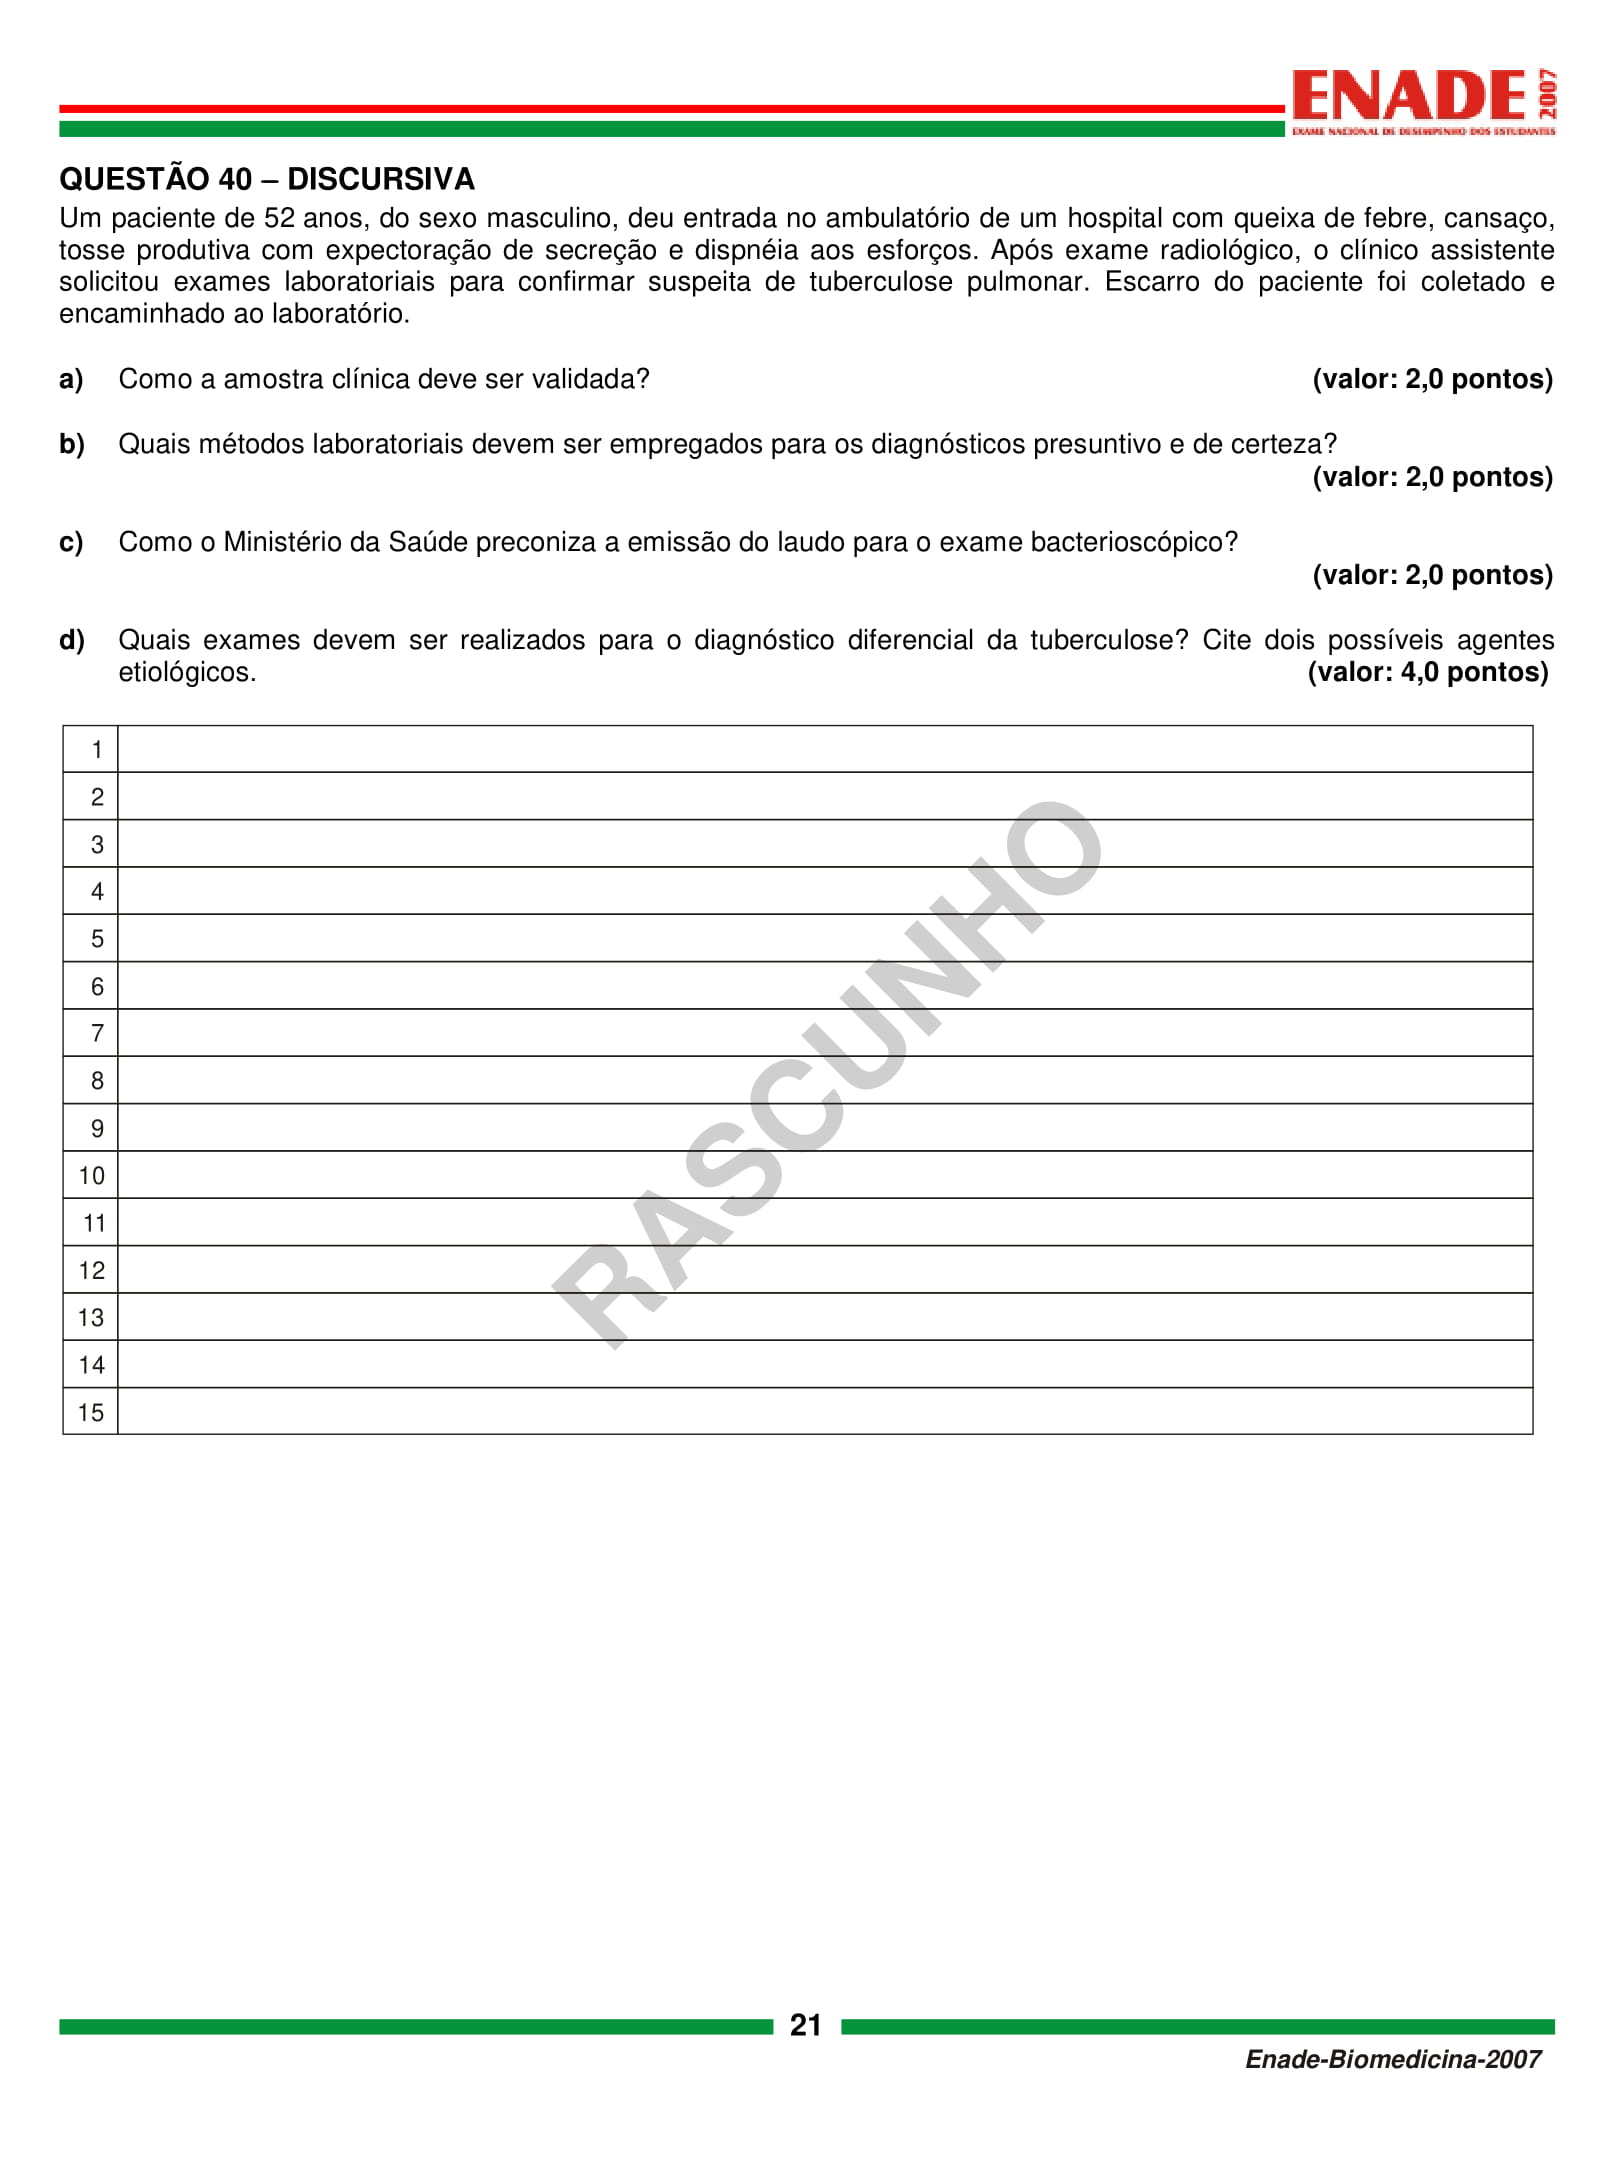 ENADE 2007
EXAME NACIONAL DE DESEMPENHO DOS ESTUDANTES
QUESTÃO 40 – DISCURSIVA
Um paciente de 52 anos, do sexo masculino, deu entrada no ambulatório de um hospital com queixa de febre, cansaço,
tosse produtiva com expectoração de secreção e dispnéia aos esforços. Após exame radiológico, o clínico assistente
solicitou exames laboratoriais para confirmar suspeita de tuberculose pulmonar. Escarro do paciente foi coletado e
encaminhado ao laboratório.
a) Como a amostra clínica deve ser validada? (valor: 2,0 pontos)
b) Quais métodos laboratoriais devem ser empregados para os diagnósticos presuntivo e de certeza?
(valor: 2,0 pontos)
c) Como o Ministério da Saúde preconiza a emissão do laudo para o exame bacterioscópico?
(valor: 2,0 pontos)
d) Quais exames devem ser realizados para o diagnóstico diferencial da tuberculose? Cite dois possíveis agentes
etiológicos. (valor: 4,0 pontos)
1
2
3
4
5
6
7
8
9
10
11
12
13
14
15
RASCUNHO
21
Enade-Biomedicina-2007